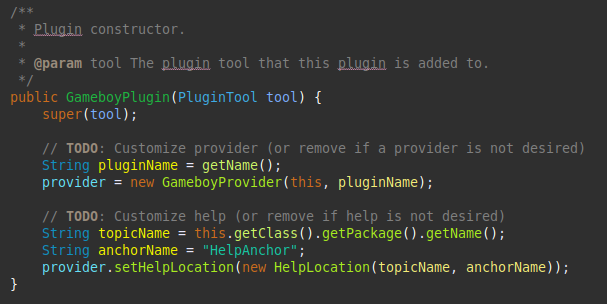 /**
 * Plugin constructor.
 *
 * @param tool The plugin tool that this plugin is added to.
 */
public GameboyPlugin(PluginTool tool) {
    super(tool);

    // TODO: Customize provider (or remove if a provider is not desired)
    String pluginName = getName();
    provider = new GameboyProvider(this, pluginName);

    // TODO: Customize help (or remove if help is not desired)
    String topicName = this.getClass().getPackage().getName();
    String anchorName = "HelpAnchor";
    provider.setHelpLocation(new HelpLocation(topicName, anchorName));
}